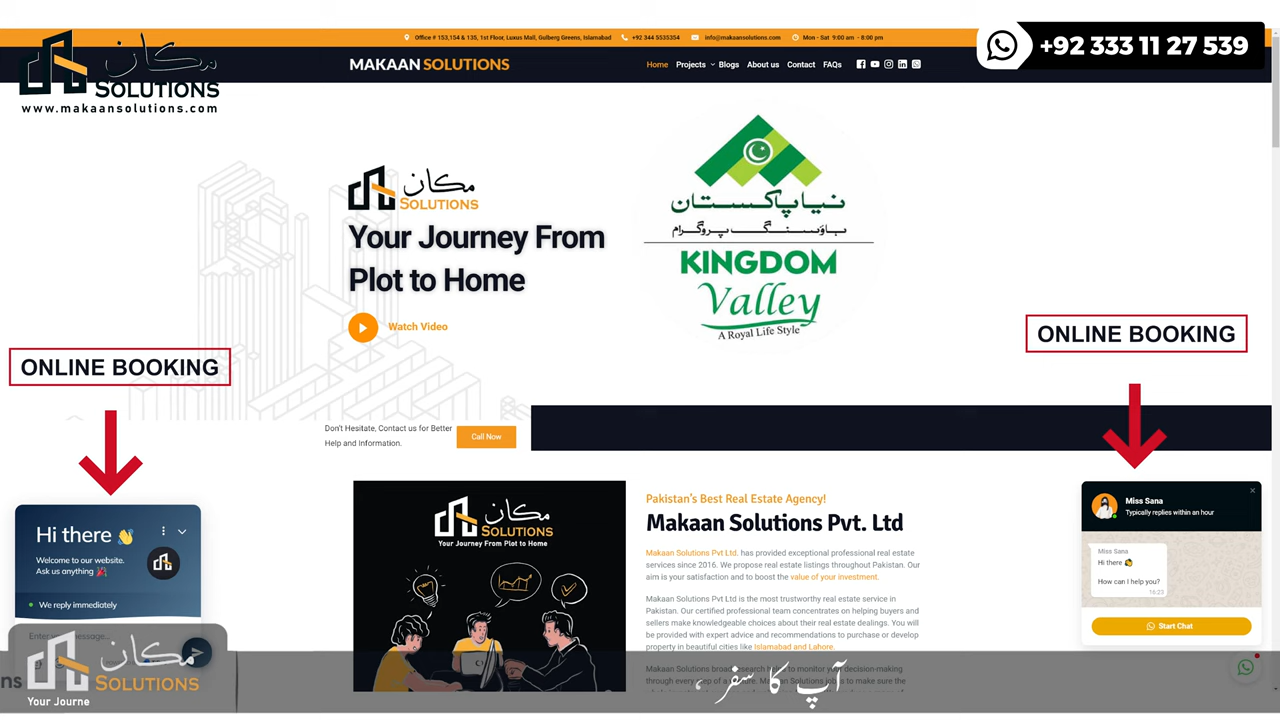 Office # 153,154 & 135, 1st Floor, Luxus Mall, Gulberg Greens, Islamabad
+92 344 5535354
info@makaansolutions.com
Mon - Sat 9:00 am - 8:00 pm
+92 333 11 27 539
مکان
SOLUTIONS
www.makaansolutions.com
MAKAAN SOLUTIONS
Home Projects Blogs About us Contact FAQs
مکان
SOLUTIONS
Your Journey From
Plot to Home
Watch Video
نیا پاکستان
ہاؤسنگ پروگرام
KINGDOM
Valley
A Royal Life Style
ONLINE BOOKING
ONLINE BOOKING
Don't Hesitate, Contact us for Better
Help and Information.
Call Now
مکان
SOLUTIONS
Your Journey From Plot to Home
Pakistan's Best Real Estate Agency!
Makaan Solutions Pvt. Ltd
Makaan Solutions Pvt Ltd. has provided exceptional professional real estate
services since 2016. We propose real estate listings throughout Pakistan. Our
aim is your satisfaction and to boost the value of your investment.
Makaan Solutions Pvt Ltd is the most trustworthy real estate service in
Pakistan. Our certified professional team concentrates on helping buyers and
sellers make knowledgeable choices about their real estate dealings. You will
be provided with expert advice and recommendations to purchase or develop
property in beautiful cities like Islamabad and Lahore.
Makaan Solutions to monitor your decision-making
through every step of
Hi there
Welcome to our website.
Ask us anything
We reply immediately
مکان
SOLUTIONS
Your Journe
Miss Sana
Typically replies within an hour
Miss Sana
Hi there
How can I help you?
16:23
Start Chat
آپ کا سفر ،